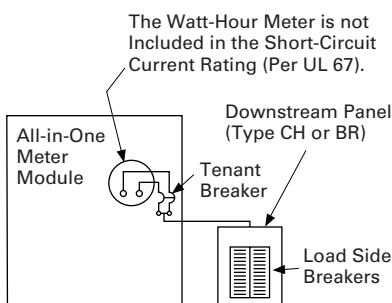 The Watt-Hour Meter is not
Included in the Short-Circuit
Current Rating (Per UL 67).
Downstream Panel
(Type CH or BR)
All-in-One
Meter
Module
Tenant
Breaker
Load Side
Breakers